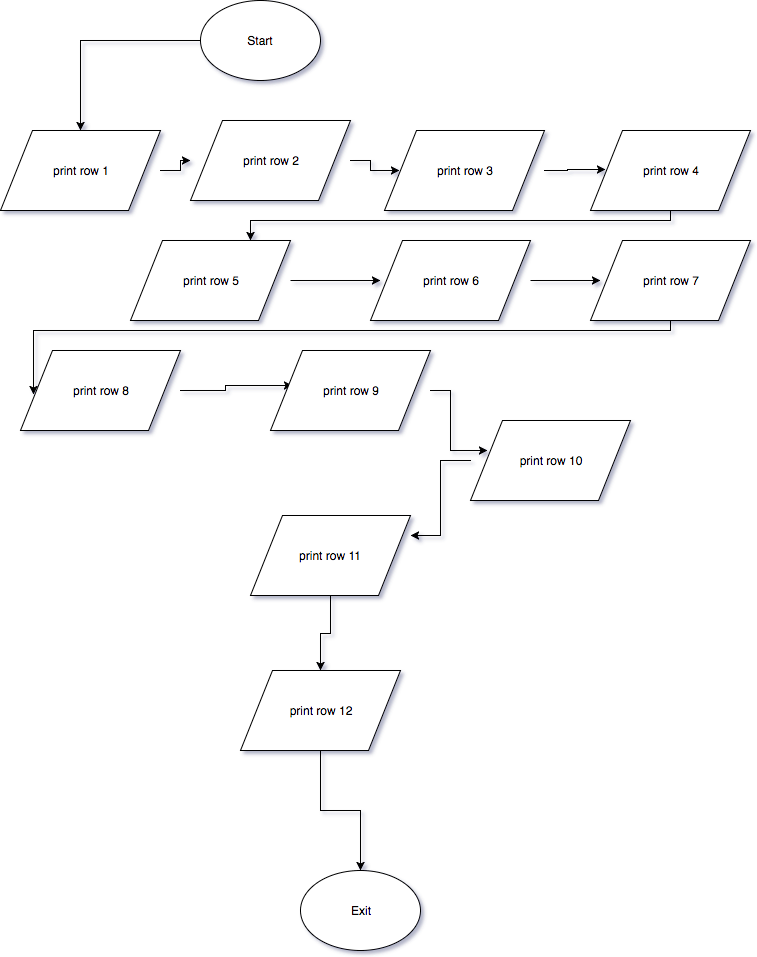 Start
print row 1
print row 2
print row 3
print row 4
print row 5
print row 6
print row 7
print row 8
print row 9
print row 10
print row 11
print row 12
Exit